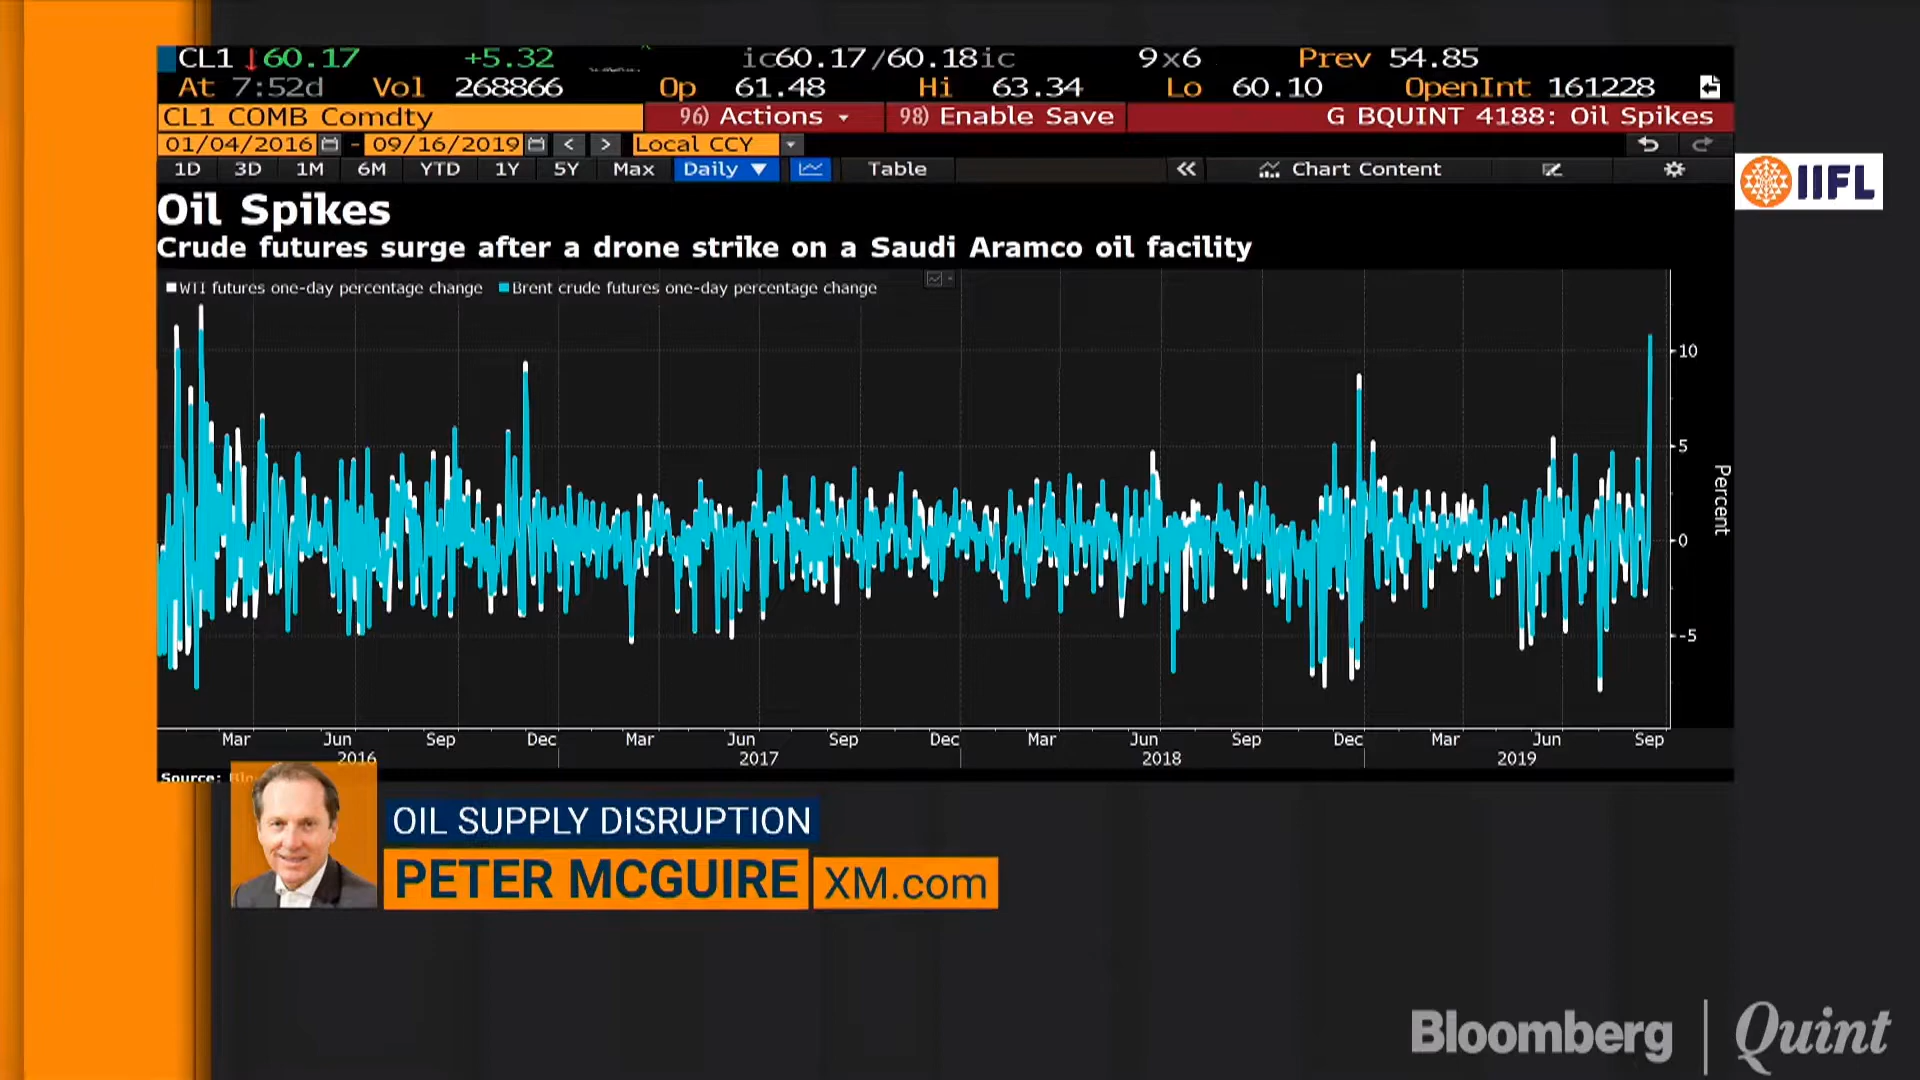 CL1 ↓60.17 +5.32 ic60.17/60.18ic 9x6 Prev 54.85
At 7:52d Vol 268866 Op 61.48 Hi 63.34 Lo 60.10 OpenInt 161228
CL1 COMB Comdty 96) Actions 98) Enable Save G BQUINT 4188: Oil Spikes
01/04/2016 - 09/16/2019 < > Local CCY
1D 3D 1M 6M YTD 1Y 5Y Max Daily ▼ Table « Chart Content
IIFL
Oil Spikes
Crude futures surge after a drone strike on a Saudi Aramco oil facility
WTI futures one-day percentage change Brent crude futures one-day percentage change
10
5
0
-5
Percent
Mar Jun Sep Dec Mar Jun Sep Dec Mar Jun Sep Dec Mar Jun Sep
2016 2017 2018 2019
Source:
OIL SUPPLY DISRUPTION
PETER MCGUIRE XM.com
Bloomberg | Quint